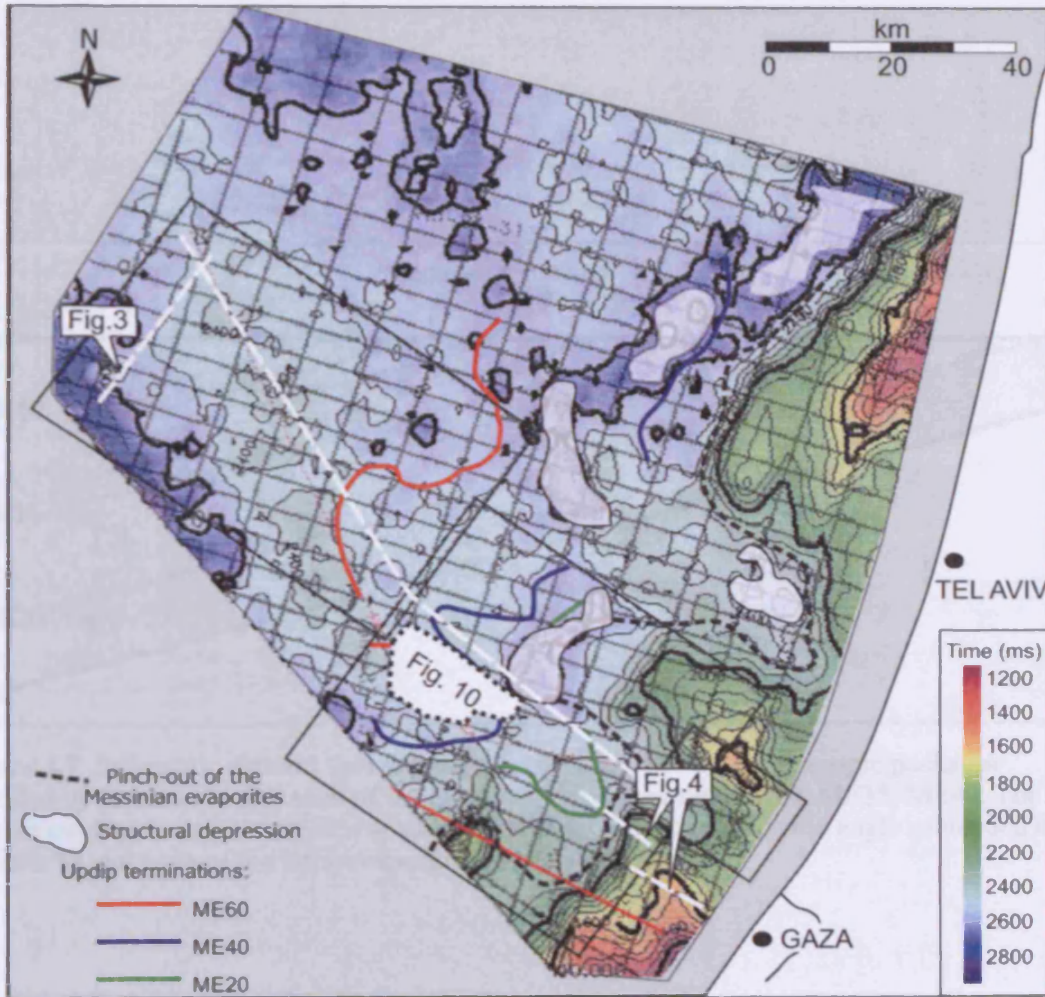 N
km
0 20 40
Fig.3
TEL AVIV
Fig. 10
Fig.4
GAZA
Pinch-out of the
Messinian evaporites
Structural depression
Updip terminations:
ME60
ME40
ME20
Time (ms)
1200
1400
1600
1800
2000
2200
2400
2600
2800